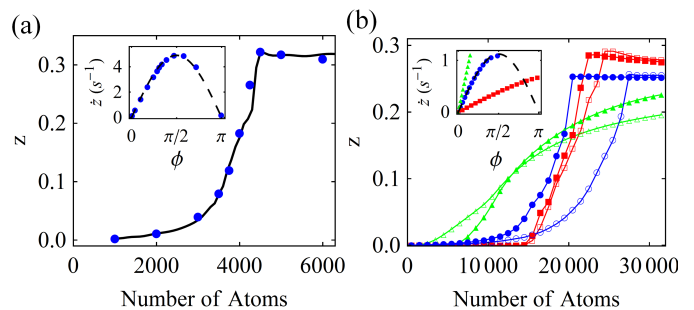 (a)
z
0.3
0.2
0.1
0.0
0
2000
4000
6000
Number of Atoms
ż (s⁻¹)
4
2
0
0
π/2
π
ϕ
(b)
z
0.3
0.2
0.1
0.0
10 000
20 000
30 000
Number of Atoms
ż (s⁻¹)
1
0
0
π/2
π
ϕ